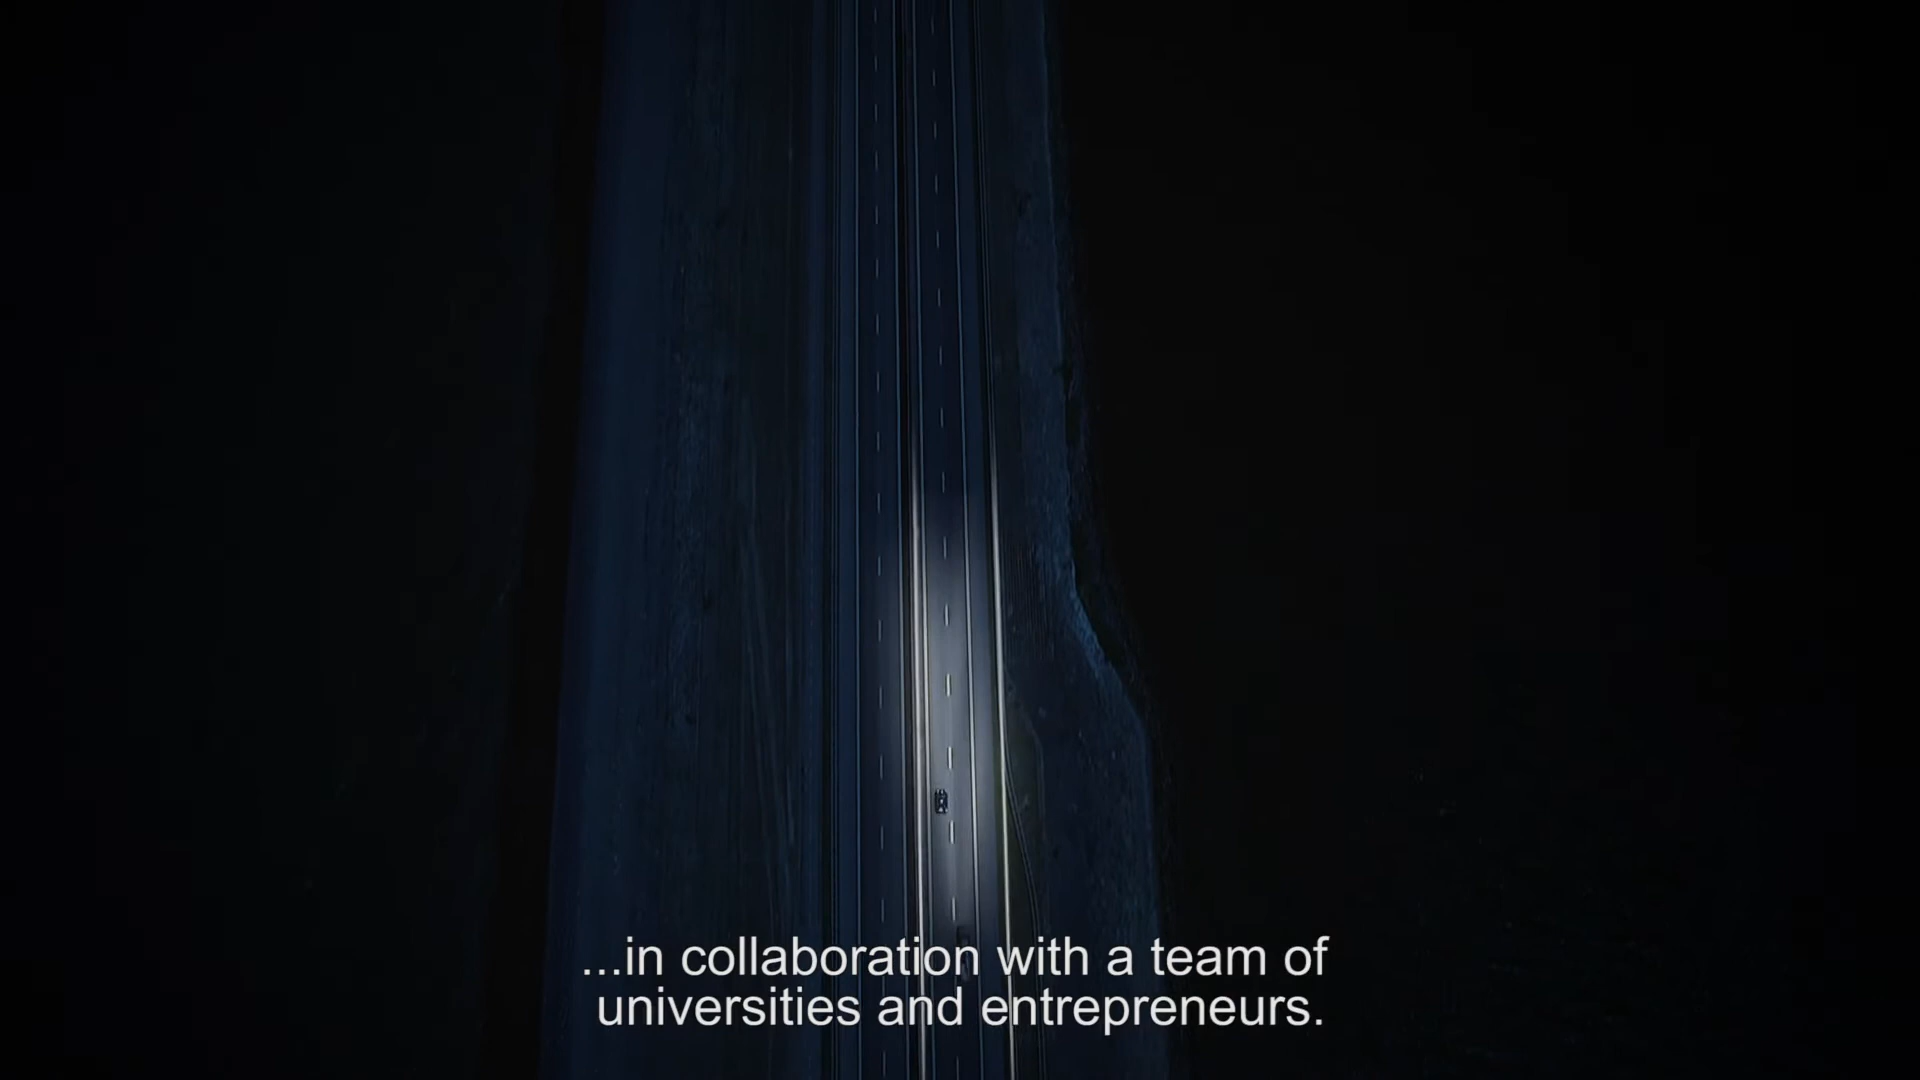 ...in collaboration with a team of
universities and entrepreneurs.